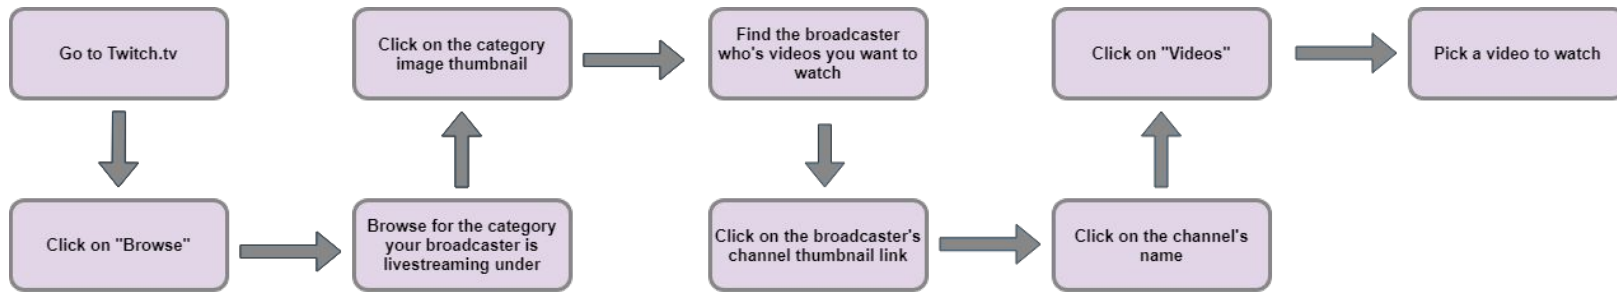 Go to Twitch.tv
Click on "Browse"
Browse for the category
your broadcaster is
livestreaming under
Click on the category
image thumbnail
Find the broadcaster
who's videos you want to
watch
Click on the broadcaster's
channel thumbnail link
Click on the channel's
name
Click on "Videos"
Pick a video to watch